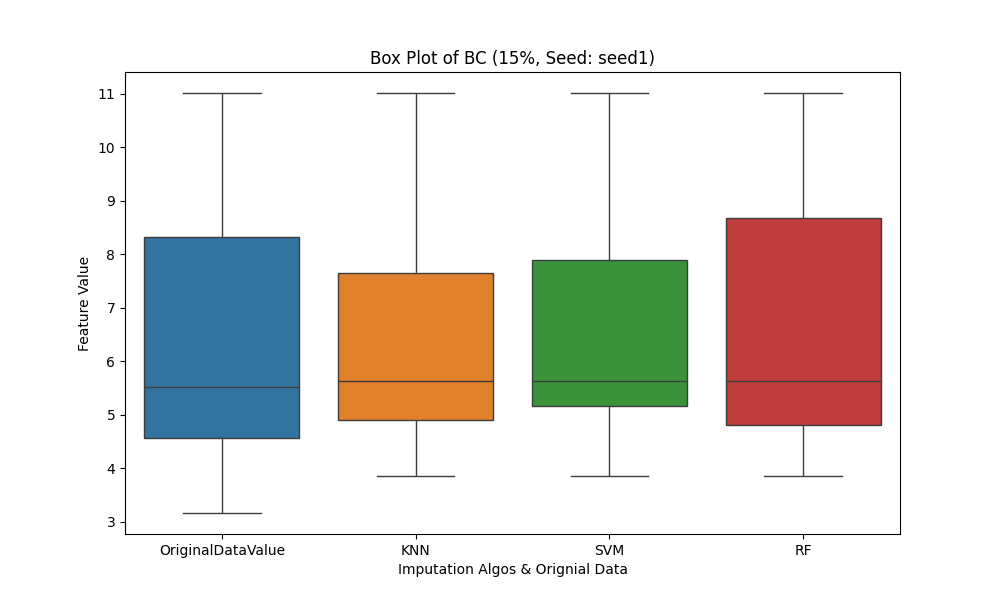 Box Plot of BC (15%, Seed: seed1)
Feature Value
11
10
9
8
7
6
5
4
3
OriginalDataValue KNN SVM RF
Imputation Algos & Orignial Data